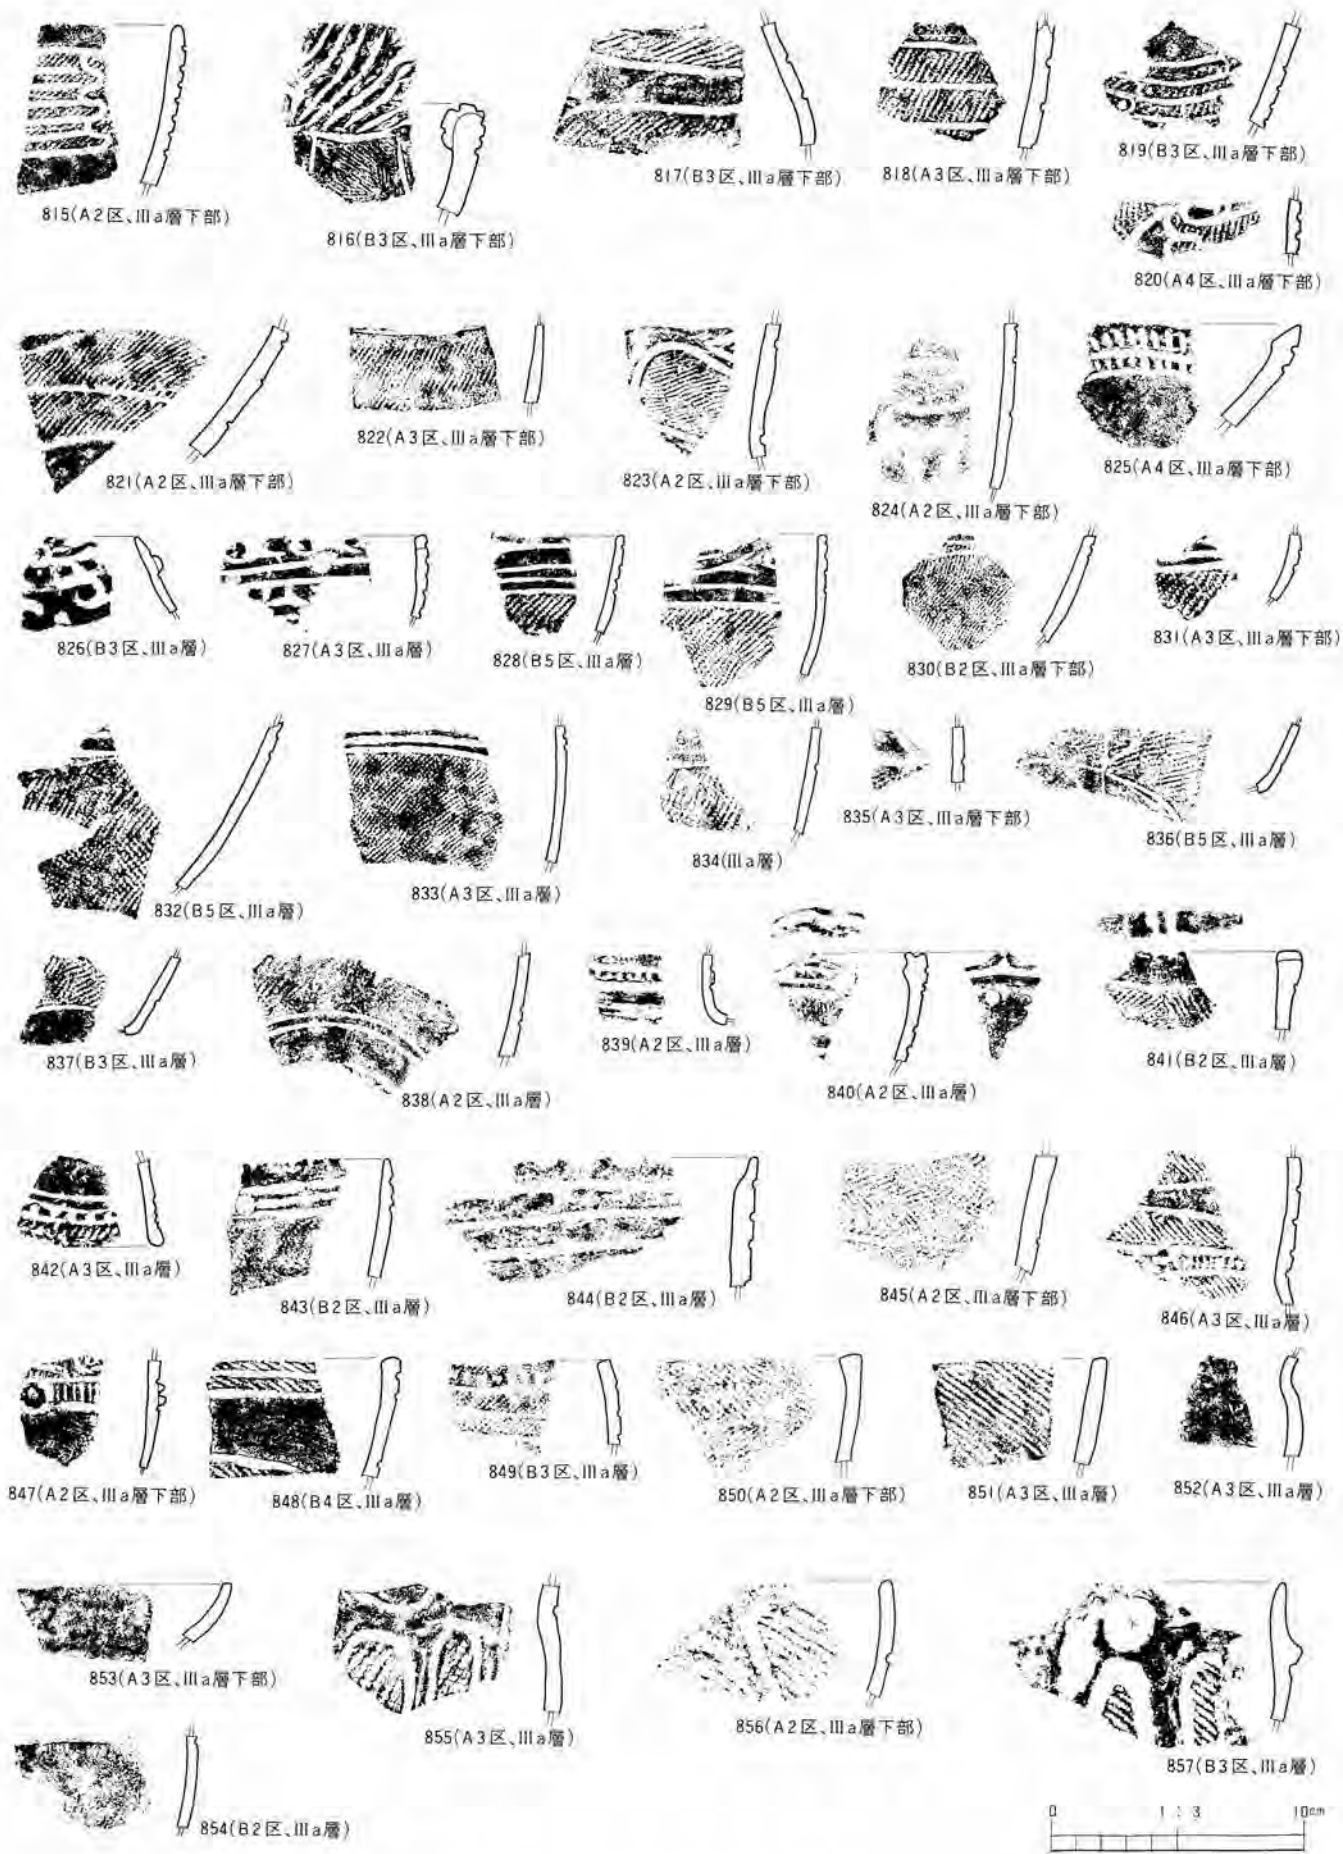 815(A2区、IIIa層下部)
816(B3区、IIIa層下部)
817(B3区、IIIa層下部)
818(A3区、IIIa層下部)
819(B3区、IIIa層下部)
820(A4区、IIIa層下部)
821(A2区、IIIa層下部)
822(A3区、IIIa層下部)
823(A2区、IIIa層下部)
824(A2区、IIIa層下部)
825(A4区、IIIa層下部)
826(B3区、IIIa層)
827(A3区、IIIa層)
828(B5区、IIIa層)
829(B5区、IIIa層)
830(B2区、IIIa層下部)
831(A3区、IIIa層下部)
832(B5区、IIIa層)
833(A3区、IIIa層)
834(IIIa層)
835(A3区、IIIa層下部)
836(B5区、IIIa層)
837(B3区、IIIa層)
838(A2区、IIIa層)
839(A2区、IIIa層)
840(A2区、IIIa層)
841(B2区、IIIa層)
842(A3区、IIIa層)
843(B2区、IIIa層)
844(B2区、IIIa層)
845(A2区、IIIa層下部)
846(A3区、IIIa層)
847(A2区、IIIa層下部)
848(B4区、IIIa層)
849(B3区、IIIa層)
850(A2区、IIIa層下部)
851(A3区、IIIa層)
852(A3区、IIIa層)
853(A3区、IIIa層下部)
854(B2区、IIIa層)
855(A3区、IIIa層)
856(A2区、IIIa層下部)
857(B3区、IIIa層)
0 1:3 10cm